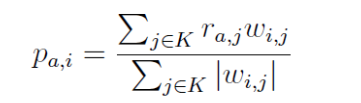 p_{a,i} = \frac{\sum_{j \in K} r_{a,j} w_{i,j}}{\sum_{j \in K} |w_{i,j}|}